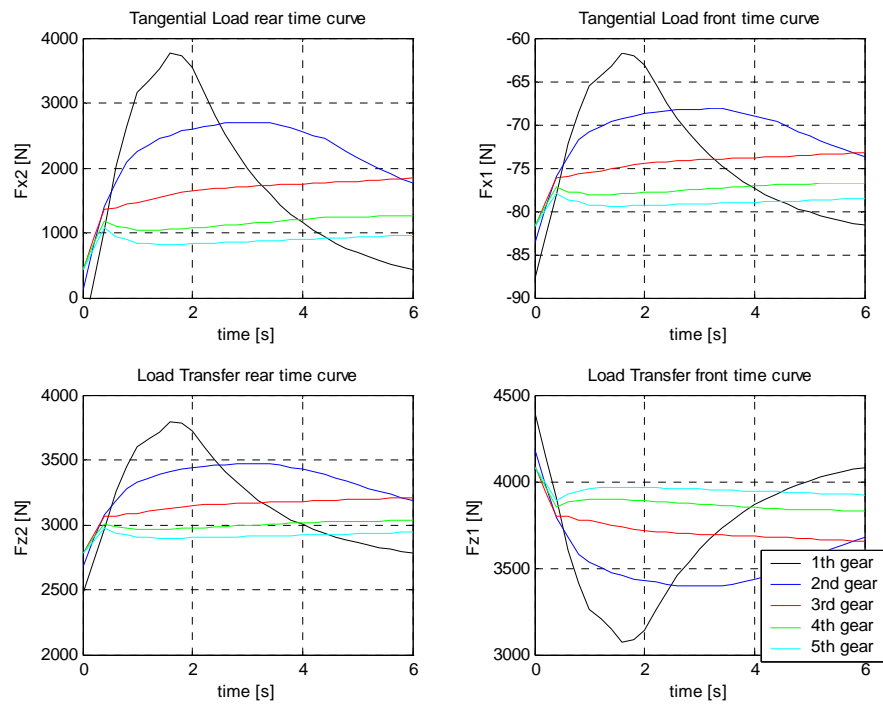 Tangential Load rear time curve
4000
3000
2000
1000
0
Fx2 [N]
0 2 4 6
time [s]
Tangential Load front time curve
-60
-65
-70
-75
-80
-85
-90
Fx1 [N]
0 2 4 6
time [s]
Load Transfer rear time curve
4000
3500
3000
2500
2000
Fz2 [N]
0 2 4 6
time [s]
Load Transfer front time curve
4500
4000
3500
3000
Fz1 [N]
0 2 4 6
time [s]
1th gear
2nd gear
3rd gear
4th gear
5th gear